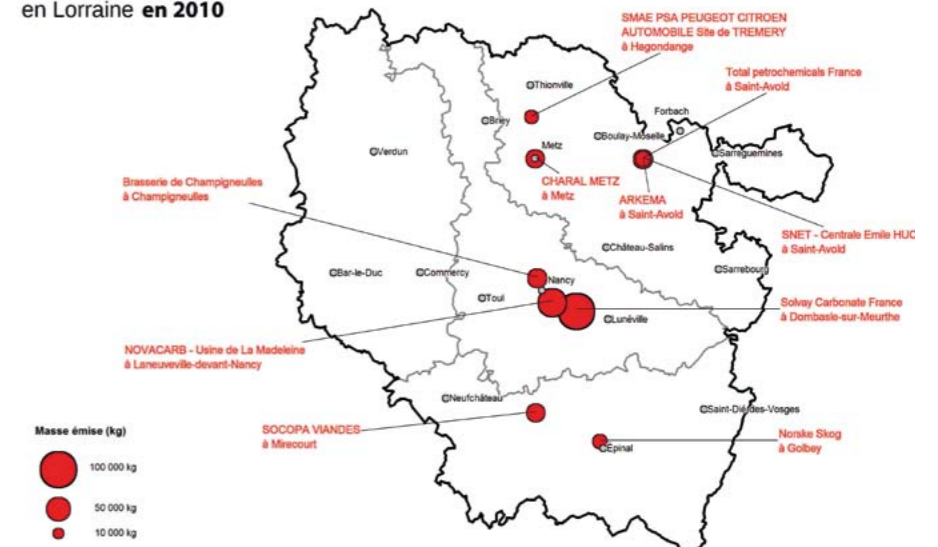 en Lorraine en 2010
SMAE PSA PEUGEOT CITROEN
AUTOMOBILE Site de TREMERY
à Hagondange
Total petrochemicals France
à Saint-Avold
Thionville
Forbach
Briey
Boulay-Moselle
Metz
Verdun
Sarreguemines
CHARAL METZ
à Metz
Brasserie de Champigneulles
à Champigneulles
ARKEMA
à Saint-Avold
SNET - Centrale Emile HUC
à Saint-Avold
Château-Salins
Bar-le-Duc
Commercy
Sarrebourg
Nancy
Toul
Solvay Carbonate France
à Dombasle-sur-Meurthe
Lunéville
NOVACARB - Usine de La Madeleine
à Laneuveville-devant-Nancy
Neufchâteau
Saint-Dié-des-Vosges
SOCOPA VIANDES
à Mirecourt
Norske Skog
à Golbey
Epinal
Masse émise (kg)
100 000 kg
50 000 kg
10 000 kg